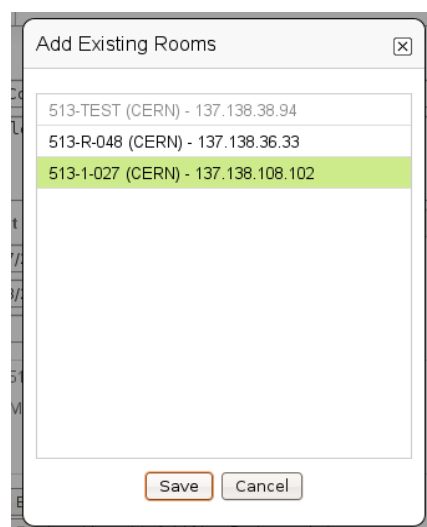 Add Existing Rooms
513-TEST (CERN) - 137.138.38.94
513-R-048 (CERN) - 137.138.36.33
513-1-027 (CERN) - 137.138.108.102
Save Cancel